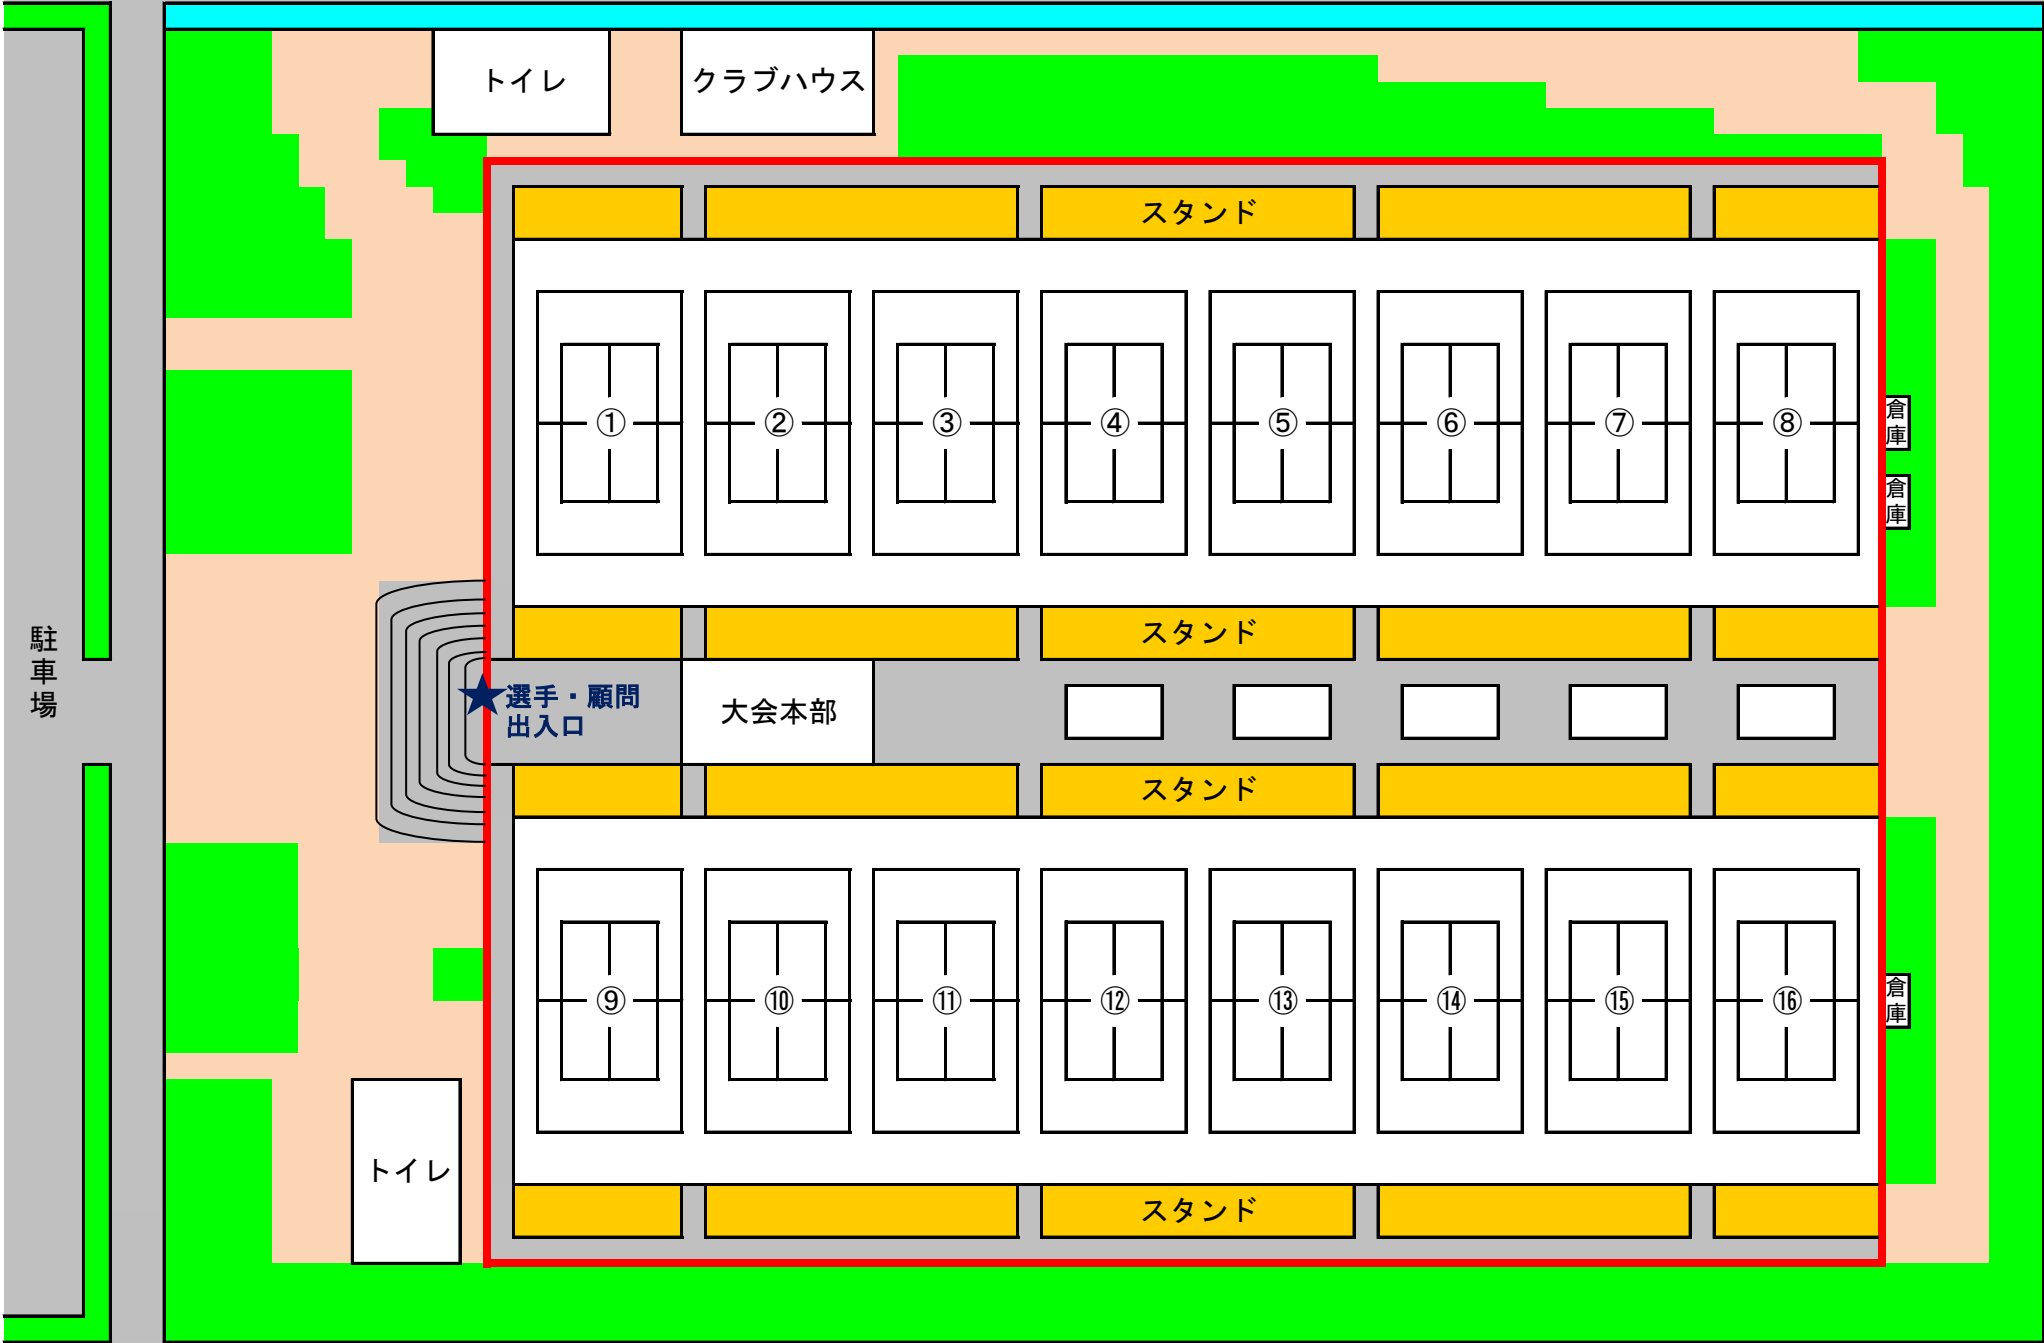 トイレ
クラブハウス
スタンド
①
②
③
④
⑤
⑥
⑦
⑧
倉庫
倉庫
スタンド
駐車場
選手・顧問
出入口
大会本部
スタンド
⑨
⑩
⑪
⑫
⑬
⑭
⑮
⑯
倉庫
トイレ
スタンド